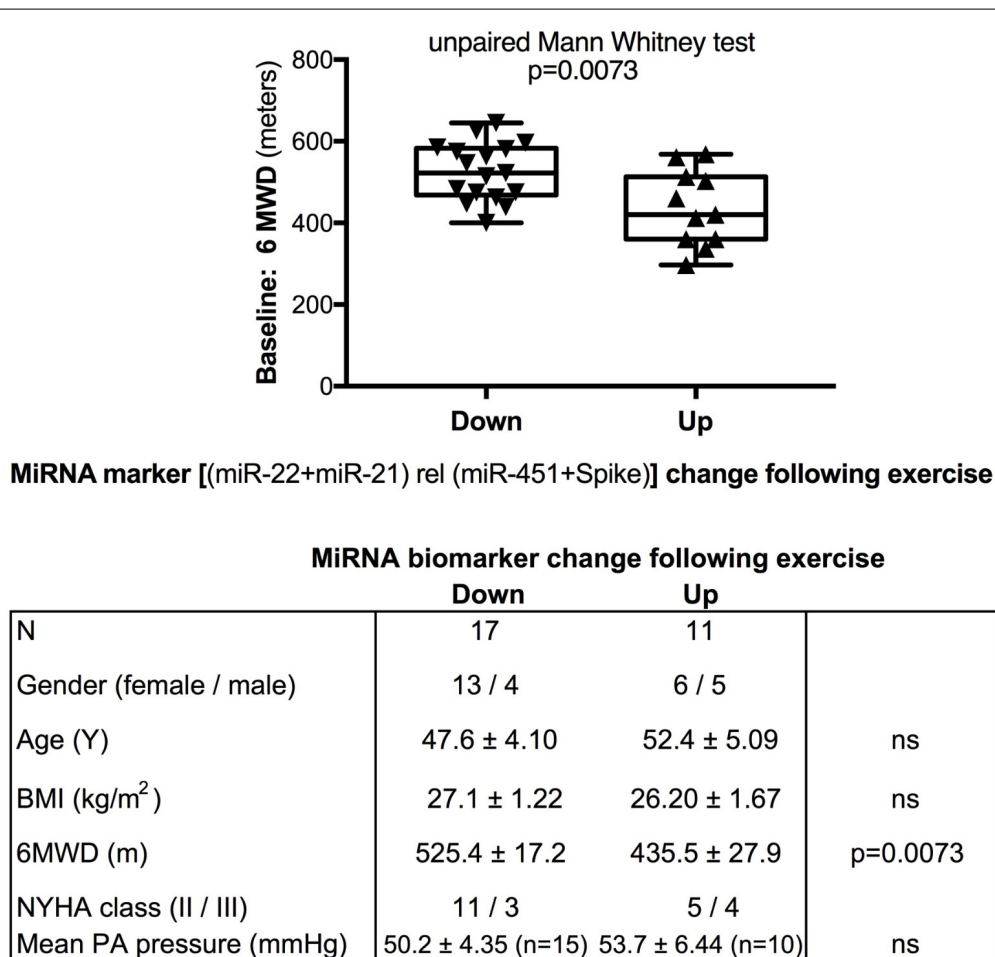 unpaired Mann Whitney test
p=0.0073
800
600
400
200
0
Baseline: 6 MWD (meters)
Down Up
MiRNA marker [(miR-22+miR-21) rel (miR-451+Spike)] change following exercise
MiRNA biomarker change following exercise
Down Up
N 17 11
Gender (female / male) 13 / 4 6 / 5
Age (Y) 47.6 ± 4.10 52.4 ± 5.09 ns
BMI (kg/m²) 27.1 ± 1.22 26.20 ± 1.67 ns
6MWD (m) 525.4 ± 17.2 435.5 ± 27.9 p=0.0073
NYHA class (II / III) 11 / 3 5 / 4
Mean PA pressure (mmHg) 50.2 ± 4.35 (n=15) 53.7 ± 6.44 (n=10) ns